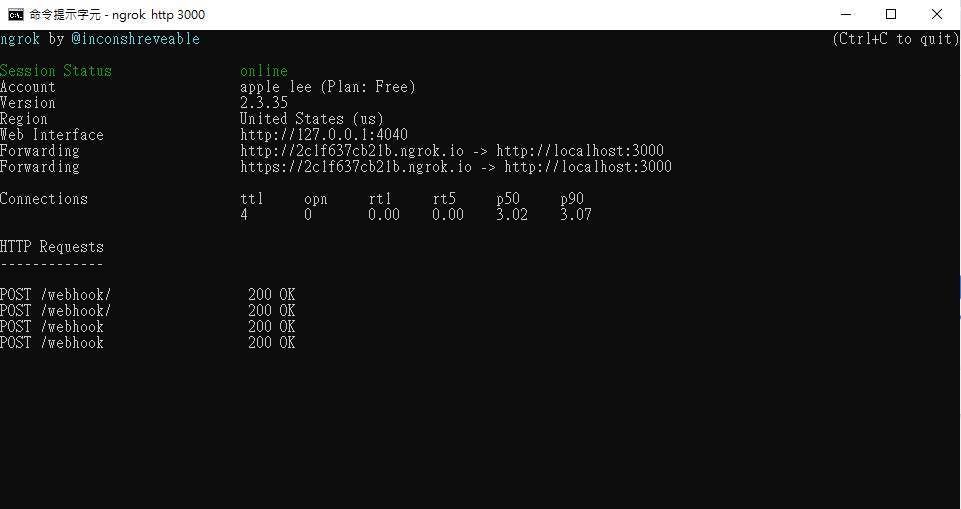 命令提示字元 - ngrok http 3000
ngrok by @inconshreveable (Ctrl+C to quit)
Session Status online
Account apple lee (Plan: Free)
Version 2.3.35
Region United States (us)
Web Interface http://127.0.0.1:4040
Forwarding http://2c1f637cb21b.ngrok.io -> http://localhost:3000
Forwarding https://2c1f637cb21b.ngrok.io -> http://localhost:3000
Connections ttl opn rt1 rt5 p50 p90
4 0 0.00 0.00 3.02 3.07
HTTP Requests
-------------
POST /webhook/ 200 OK
POST /webhook/ 200 OK
POST /webhook 200 OK
POST /webhook 200 OK